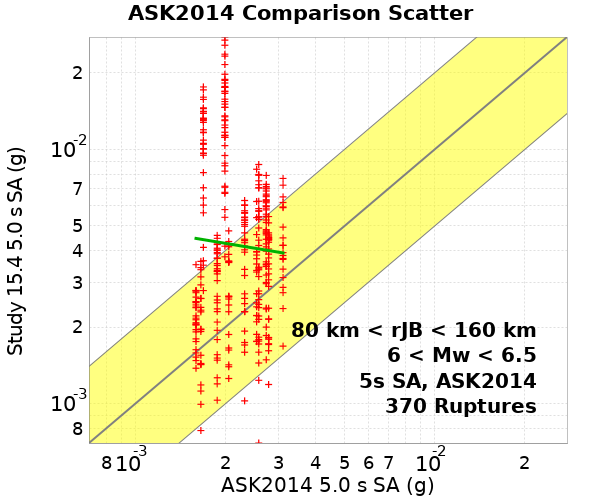 ASK2014 Comparison Scatter
Study 15.4 5.0 s SA (g)
2
10-2
7
5
4
3
2
10-3
8
80 km < rJB < 160 km
6 < Mw < 6.5
5s SA, ASK2014
370 Ruptures
8 10-3 2 3 4 5 6 7 10-2 2
ASK2014 5.0 s SA (g)